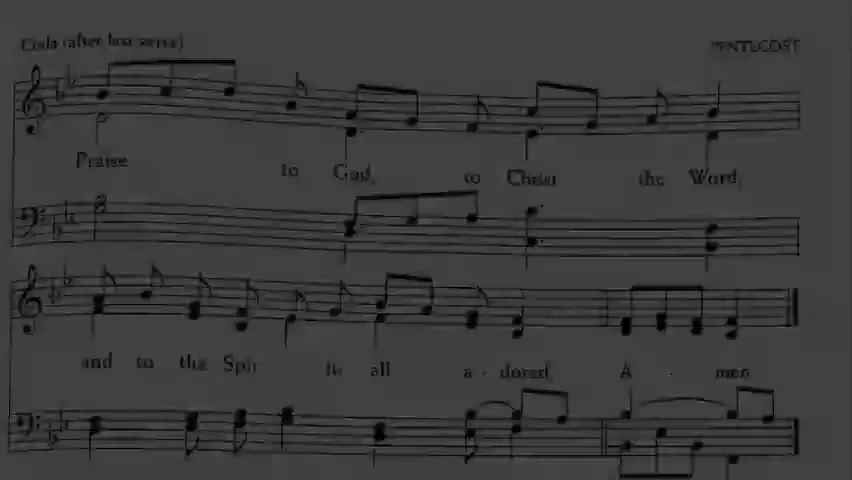 Coda (after last verse)
PENTECOST
Praise to God, to Christ the Word,
and to the Spir it all a - dored A - men